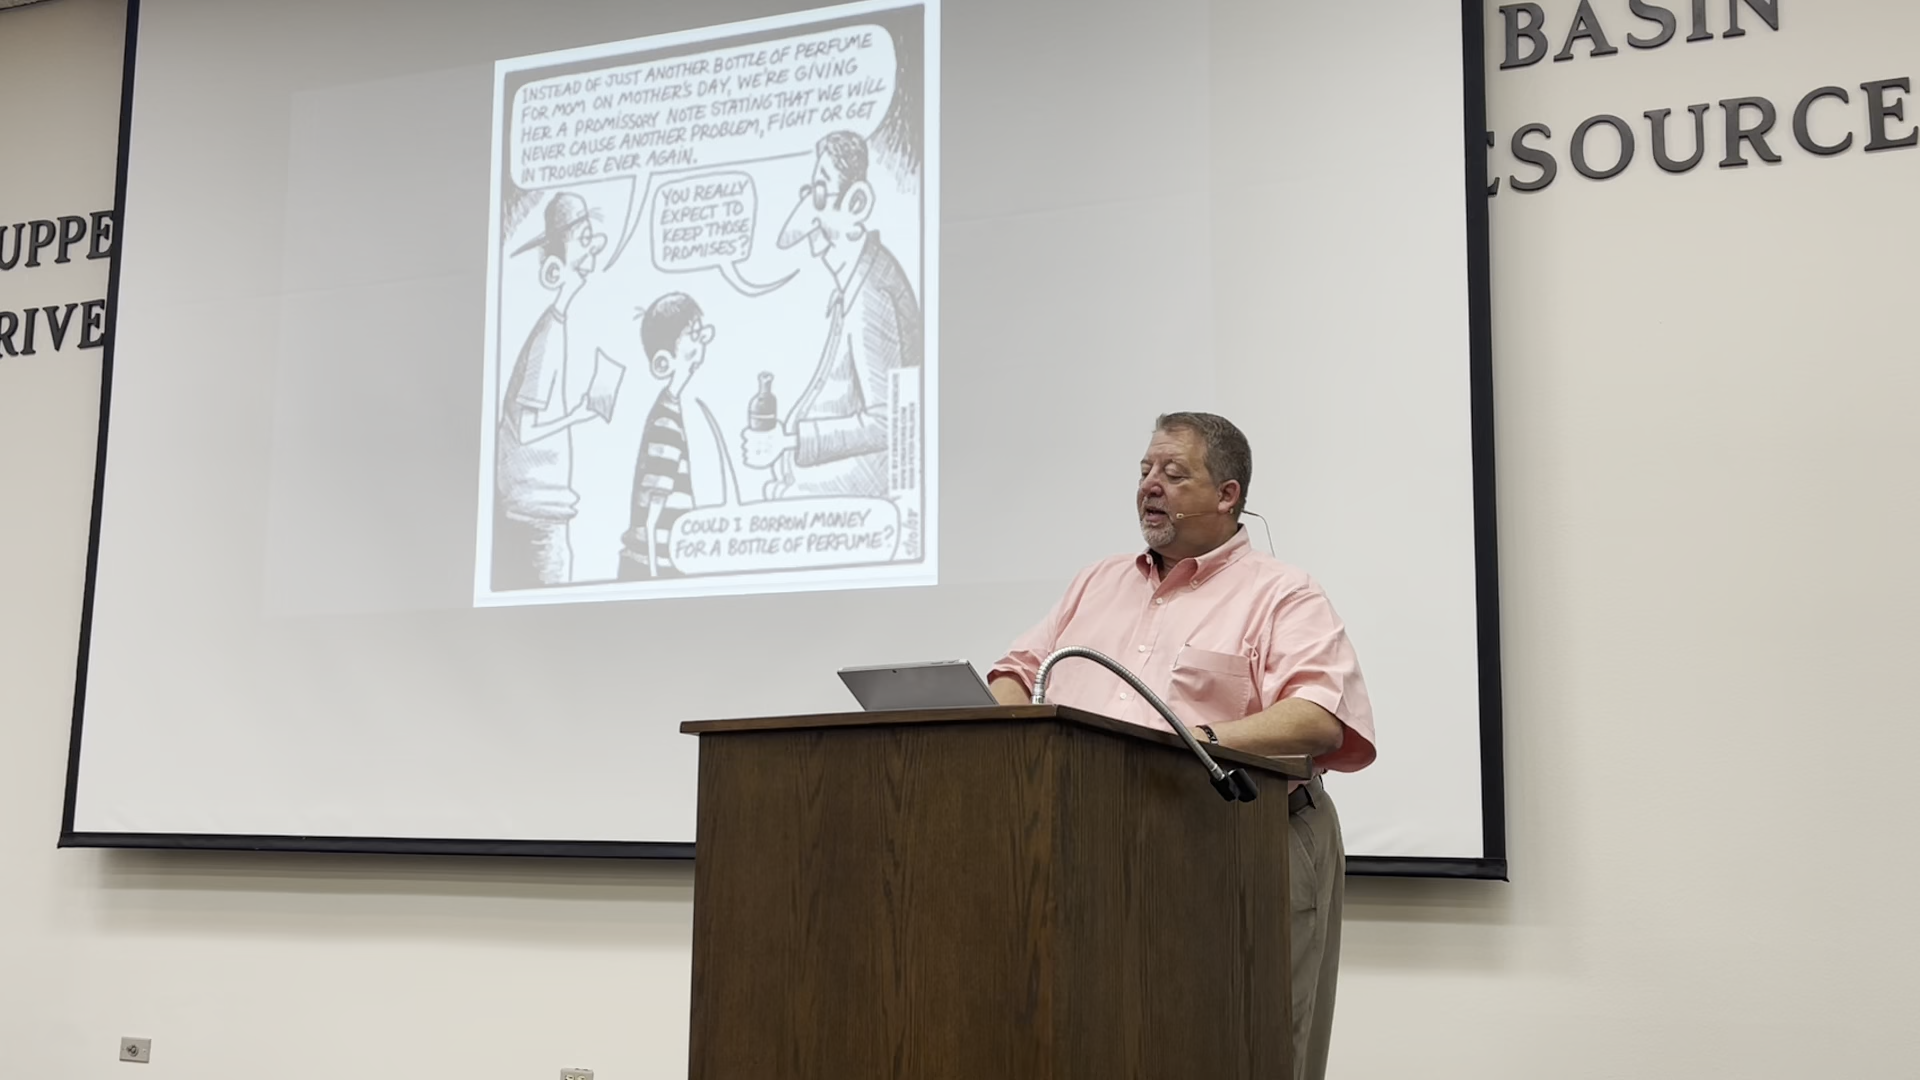 INSTEAD OF JUST ANOTHER BOTTLE OF PERFUME
FOR MOM ON MOTHER'S DAY, WE'RE GIVING
HER A PROMISSORY NOTE STATING THAT WE WILL
NEVER CAUSE ANOTHER PROBLEM, FIGHT OR GET
IN TROUBLE EVER AGAIN.
YOU REALLY
EXPECT TO
KEEP THOSE
PROMISES?
COULD I BORROW MONEY
FOR A BOTTLE OF PERFUME?
UPPE
RIVE
BASIN
ESOURCE